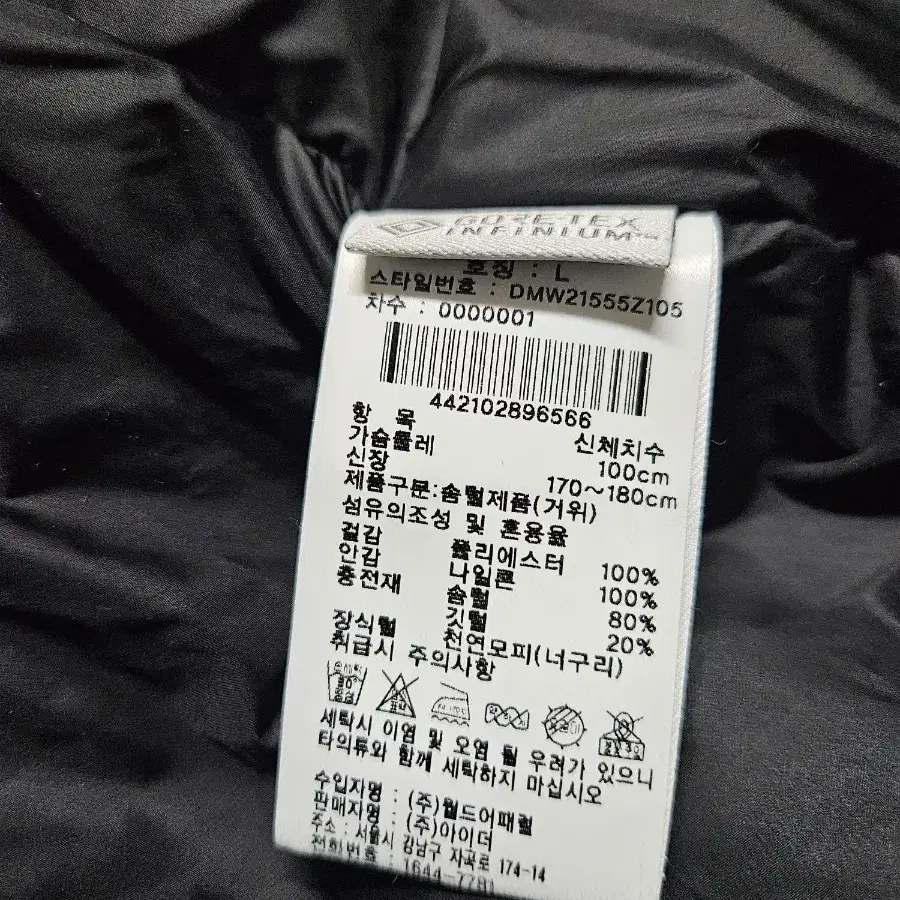 GORE-TEX
INFINIUM™
호칭 : L
스타일번호 : DMW21555Z105
차수 : 0000001
442102896566
항 목 신체치수
가슴둘레 100cm
신장 170~180cm
제품구분:솜털제품(거위)
섬유의조성 및 혼용율
겉감 폴리에스터 100%
안감 나일론 100%
충전재 솜털 80%
깃털 20%
장식털 천연모피(너구리)
취급시 주의사항
손세탁
30°
중성
세탁시 이염 및 오염 될 우려가 있으니
타의류와 함께 세탁하지 마십시오
수입자명 : (주)월드어패럴
판매자명 : (주)아이더
주소 : 서울시 강남구 자곡로 174-14
전화번호 : 1644-7781